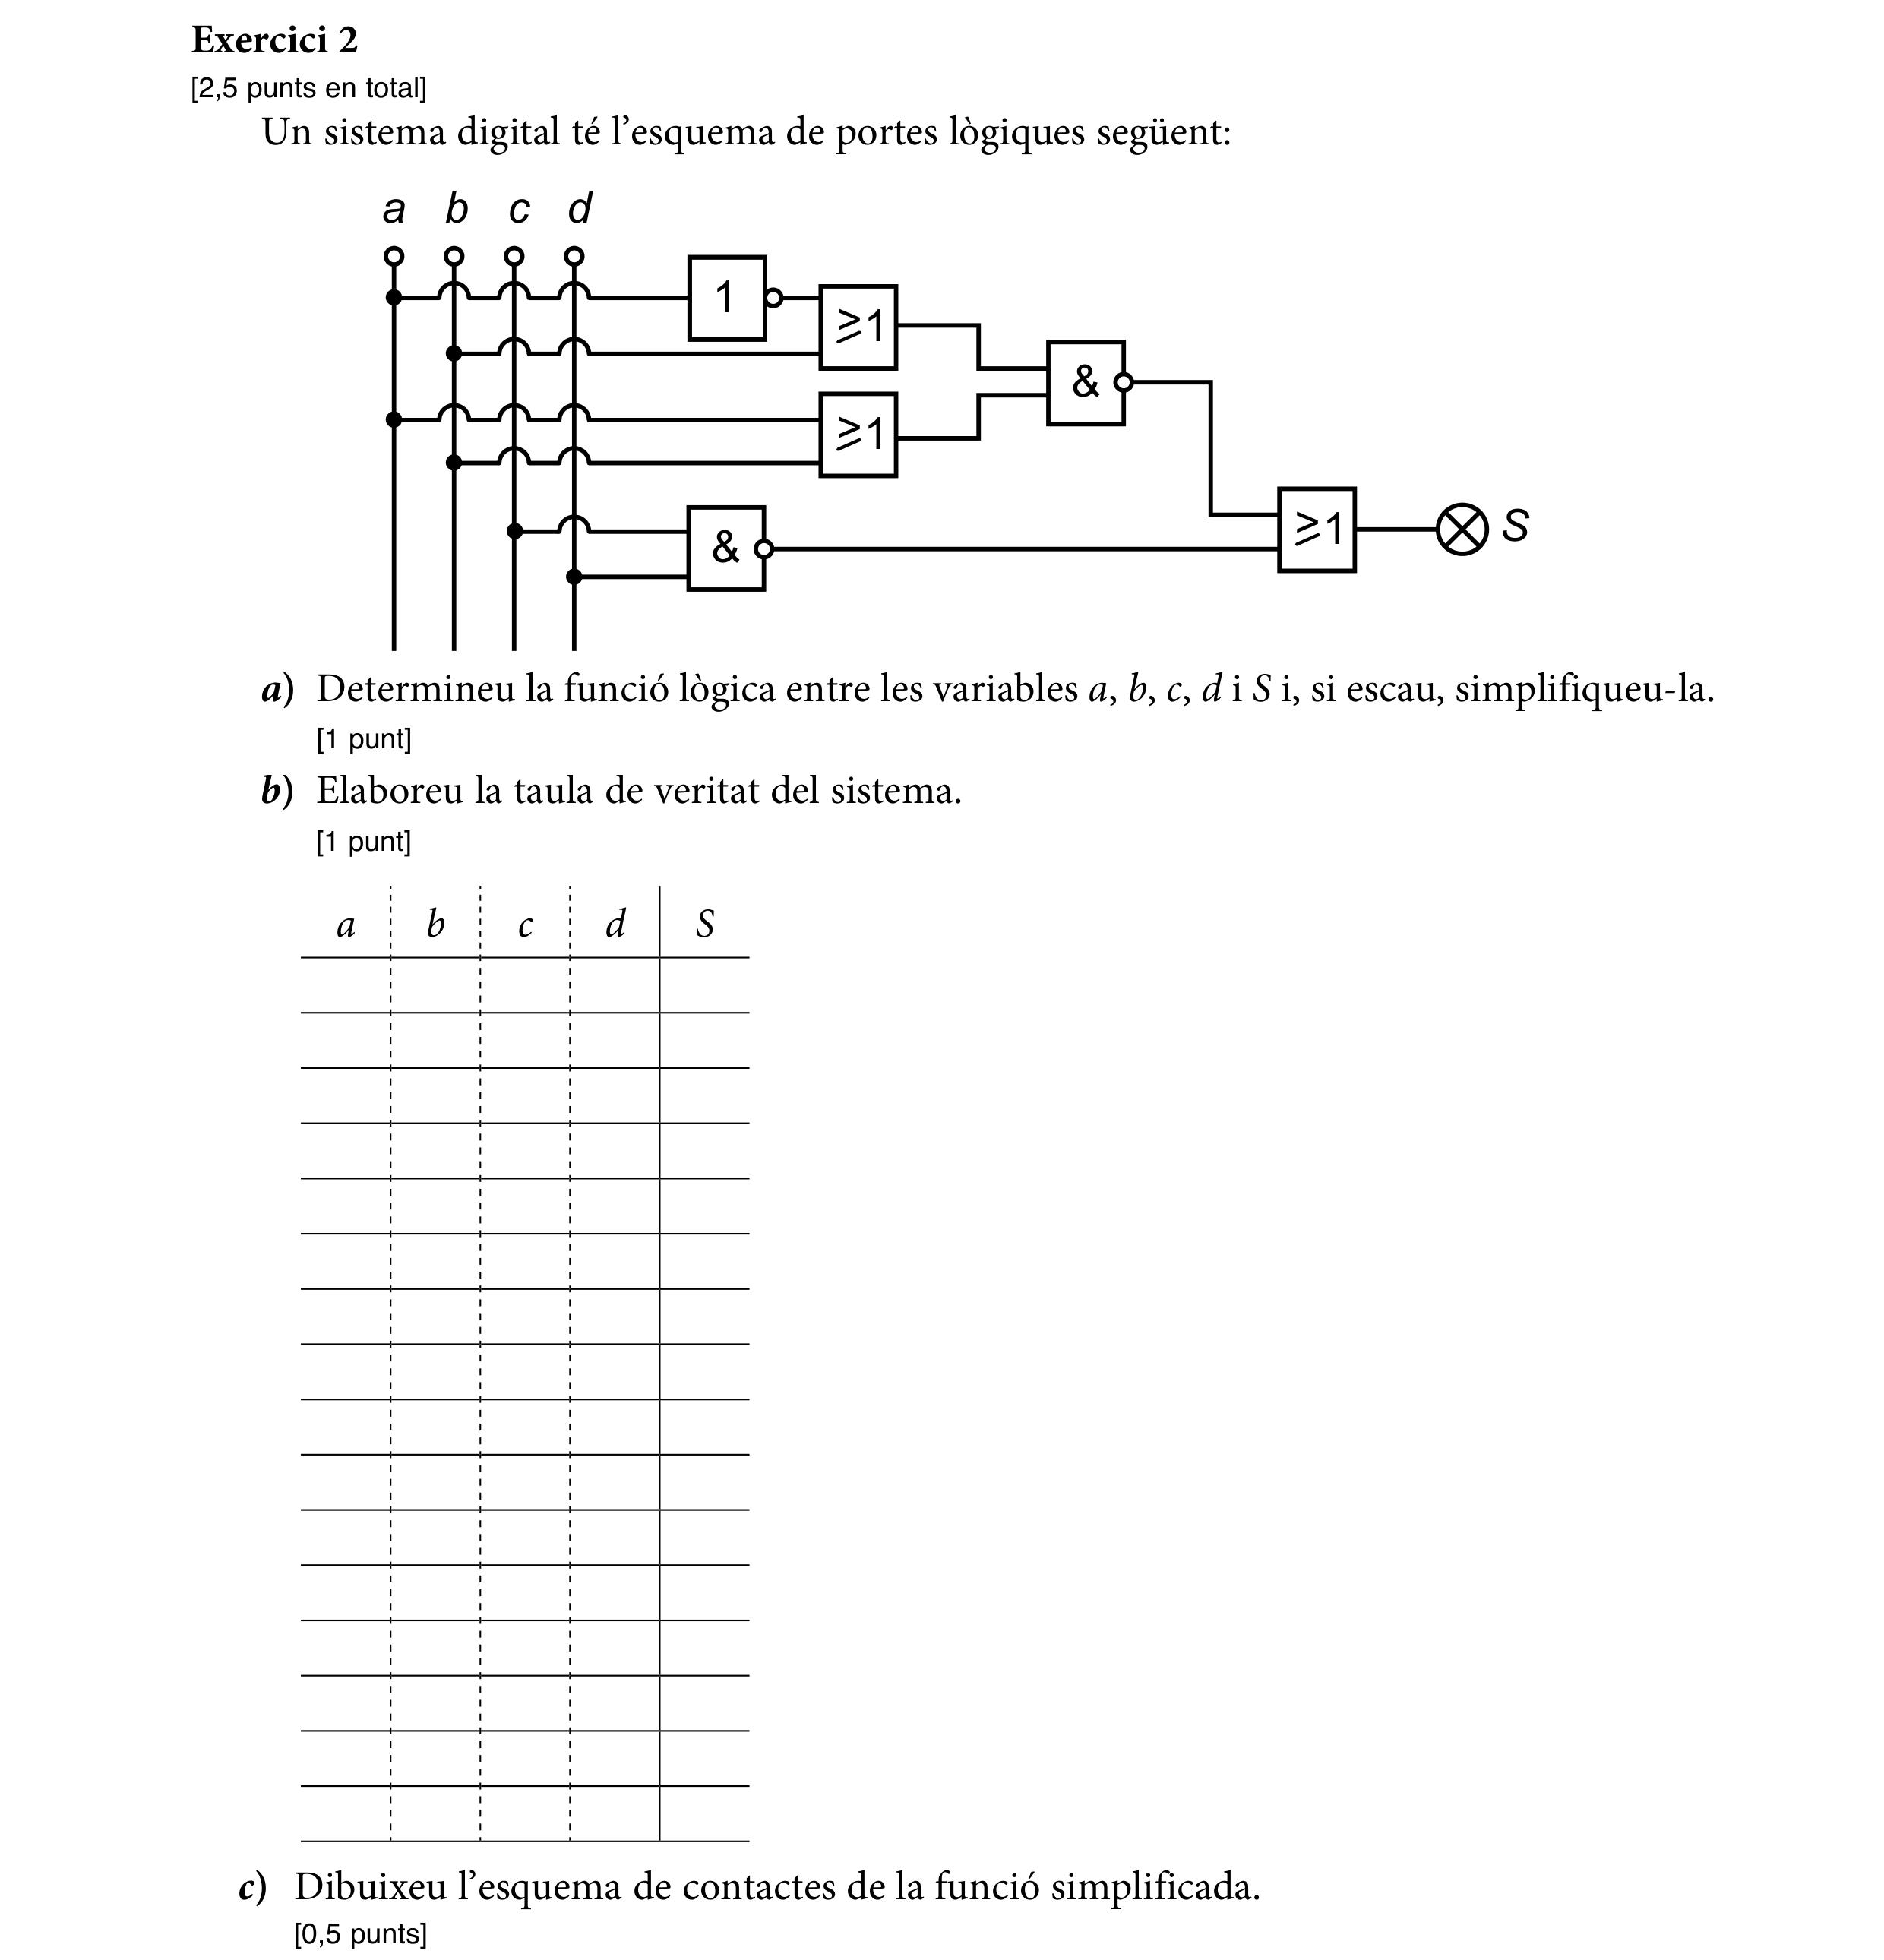 Exercici 2
[2,5 punts en total]
Un sistema digital té l’esquema de portes lògiques següent:
a b c d
1
≥1
&
≥1
&
≥1
S
a) Determineu la funció lògica entre les variables a, b, c, d i S i, si escau, simplifiqueu-la.
[1 punt]
b) Elaboreu la taula de veritat del sistema.
[1 punt]
a b c d S
c) Dibuixeu l’esquema de contactes de la funció simplificada.
[0,5 punts]